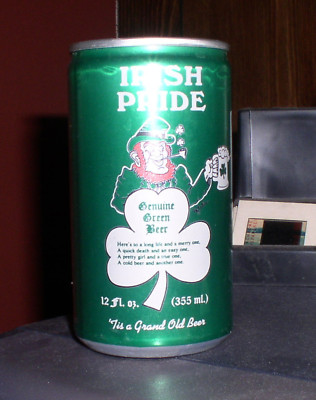 IRISH
PRIDE
Genuine
Green
Beer
Here's to a long life and a merry one,
A quick death and an easy one,
A pretty girl and a true one,
A cold beer and another one.
12 Fl. oz. (355 ml.)
'Tis a Grand Old Beer